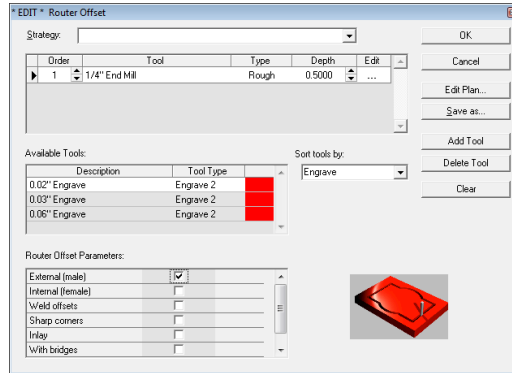 * EDIT * Router Offset
Strategy:
OK
Order Tool Type Depth Edit
1 1/4" End Mill Rough 0.5000 ...
Cancel
Edit Plan...
Save as...
Add Tool
Delete Tool
Clear
Available Tools:
Sort tools by:
Description Tool Type
Engrave
0.02" Engrave Engrave 2
0.03" Engrave Engrave 2
0.06" Engrave Engrave 2
Router Offset Parameters:
External (male)
Internal (female)
Weld offsets
Sharp corners
Inlay
With bridges